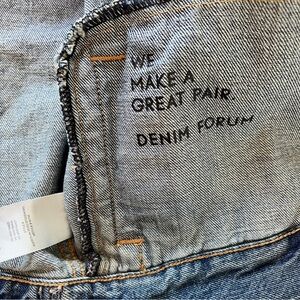 WE
MAKE A
GREAT PAIR.
DENIM FORUM